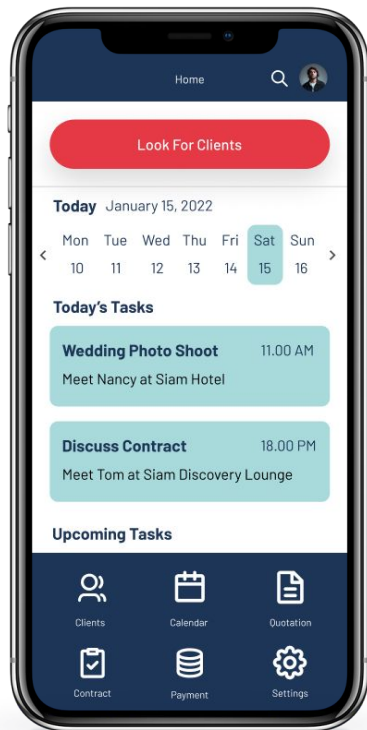 Home
Look For Clients
Today January 15, 2022
Mon Tue Wed Thu Fri Sat Sun
10 11 12 13 14 15 16
Today's Tasks
Wedding Photo Shoot 11.00 AM
Meet Nancy at Siam Hotel
Discuss Contract 18.00 PM
Meet Tom at Siam Discovery Lounge
Upcoming Tasks
Clients Calendar Quotation
Contract Payment Settings